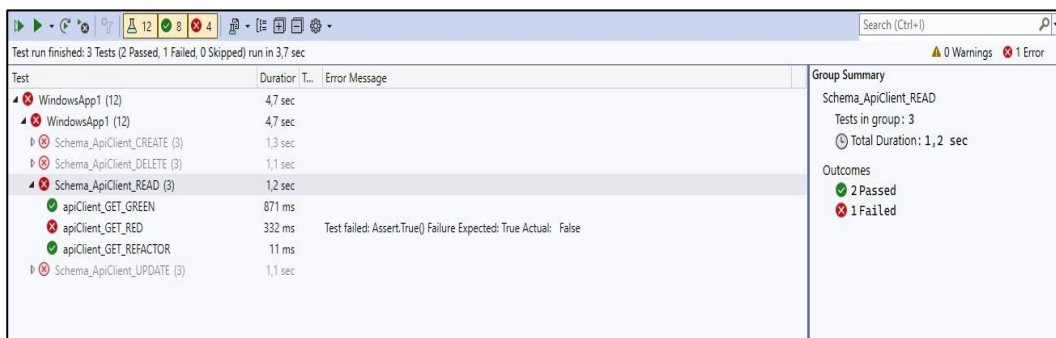 12 8 4
Search (Ctrl+I)
Test run finished: 3 Tests (2 Passed, 1 Failed, 0 Skipped) run in 3,7 sec
0 Warnings 1 Error
Test Duration T... Error Message
WindowsApp1 (12) 4,7 sec
WindowsApp1 (12) 4,7 sec
Schema_ApiClient_CREATE (3) 1,3 sec
Schema_ApiClient_DELETE (3) 1,1 sec
Schema_ApiClient_READ (3) 1,2 sec
apiClient_GET_GREEN 871 ms
apiClient_GET_RED 332 ms Test failed: Assert.True() Failure Expected: True Actual: False
apiClient_GET_REFACTOR 11 ms
Schema_ApiClient_UPDATE (3) 1,1 sec
Group Summary
Schema_ApiClient_READ
Tests in group: 3
Total Duration: 1,2 sec
Outcomes
2 Passed
1 Failed